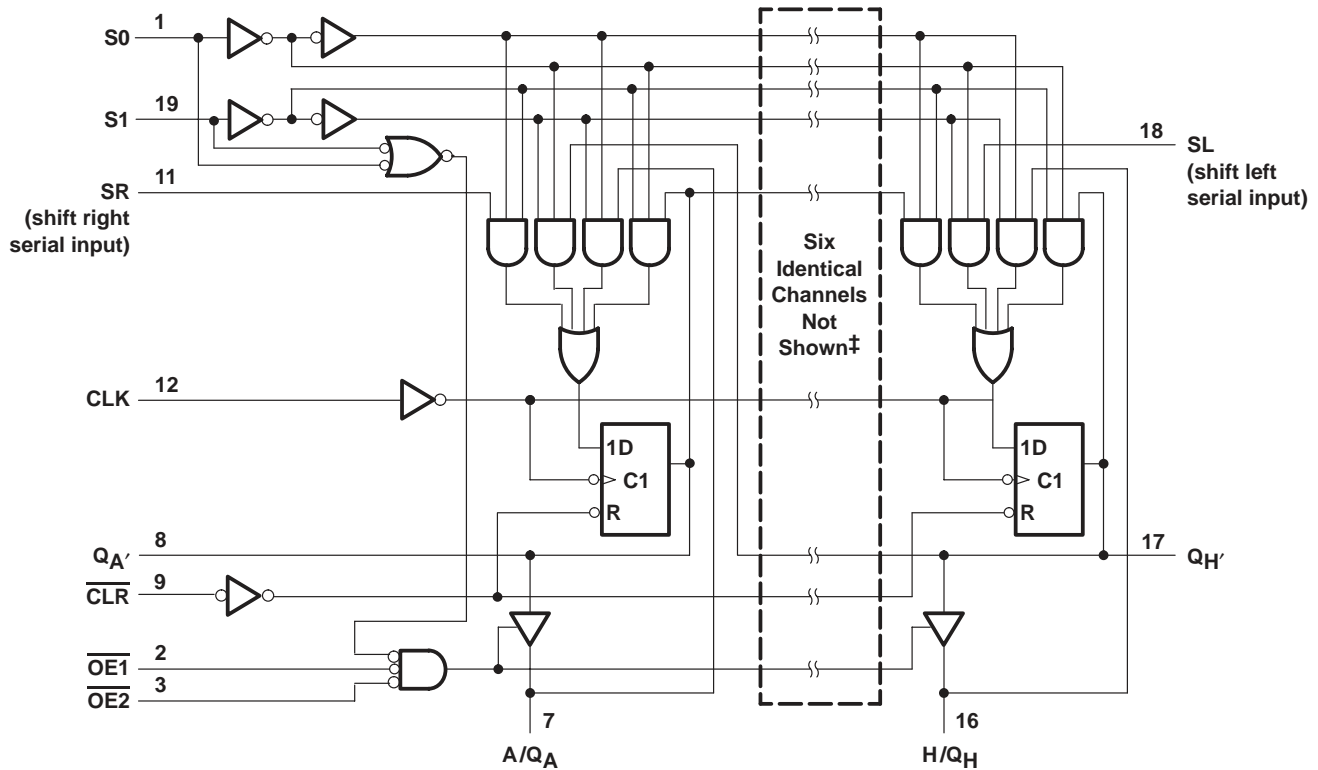 S0 1
S1 19
18 SL
(shift left
serial input)
SR 11
(shift right
serial input)
Six
Identical
Channels
Not
Shown‡
CLK 12
1D
C1
R
1D
C1
R
QA′ 8
17 QH′
CLR 9
OE1 2
OE2 3
7
A/QA
16
H/QH